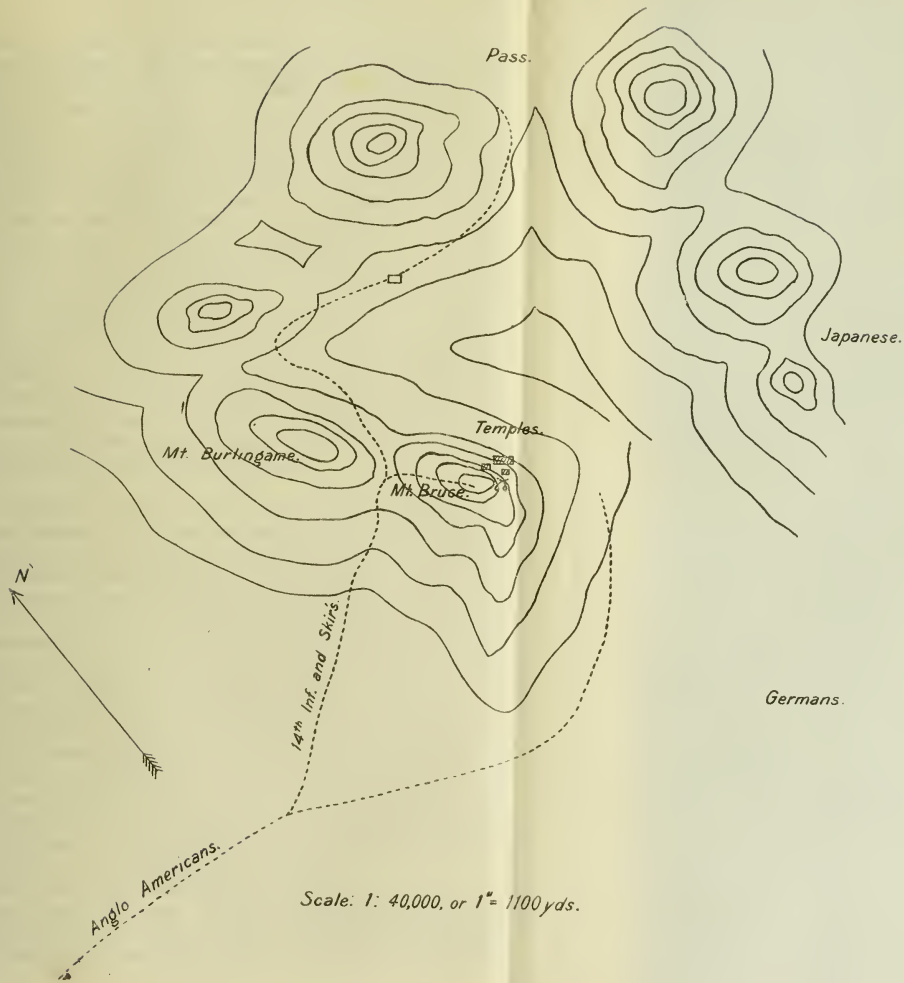 Pass.
Japanese.
Temples.
Mt. Burlingame.
Mt. Bruce.
N
14th Inf. and Skirs.
Germans.
Anglo Americans.
Scale: 1: 40,000, or 1"= 1100 yds.